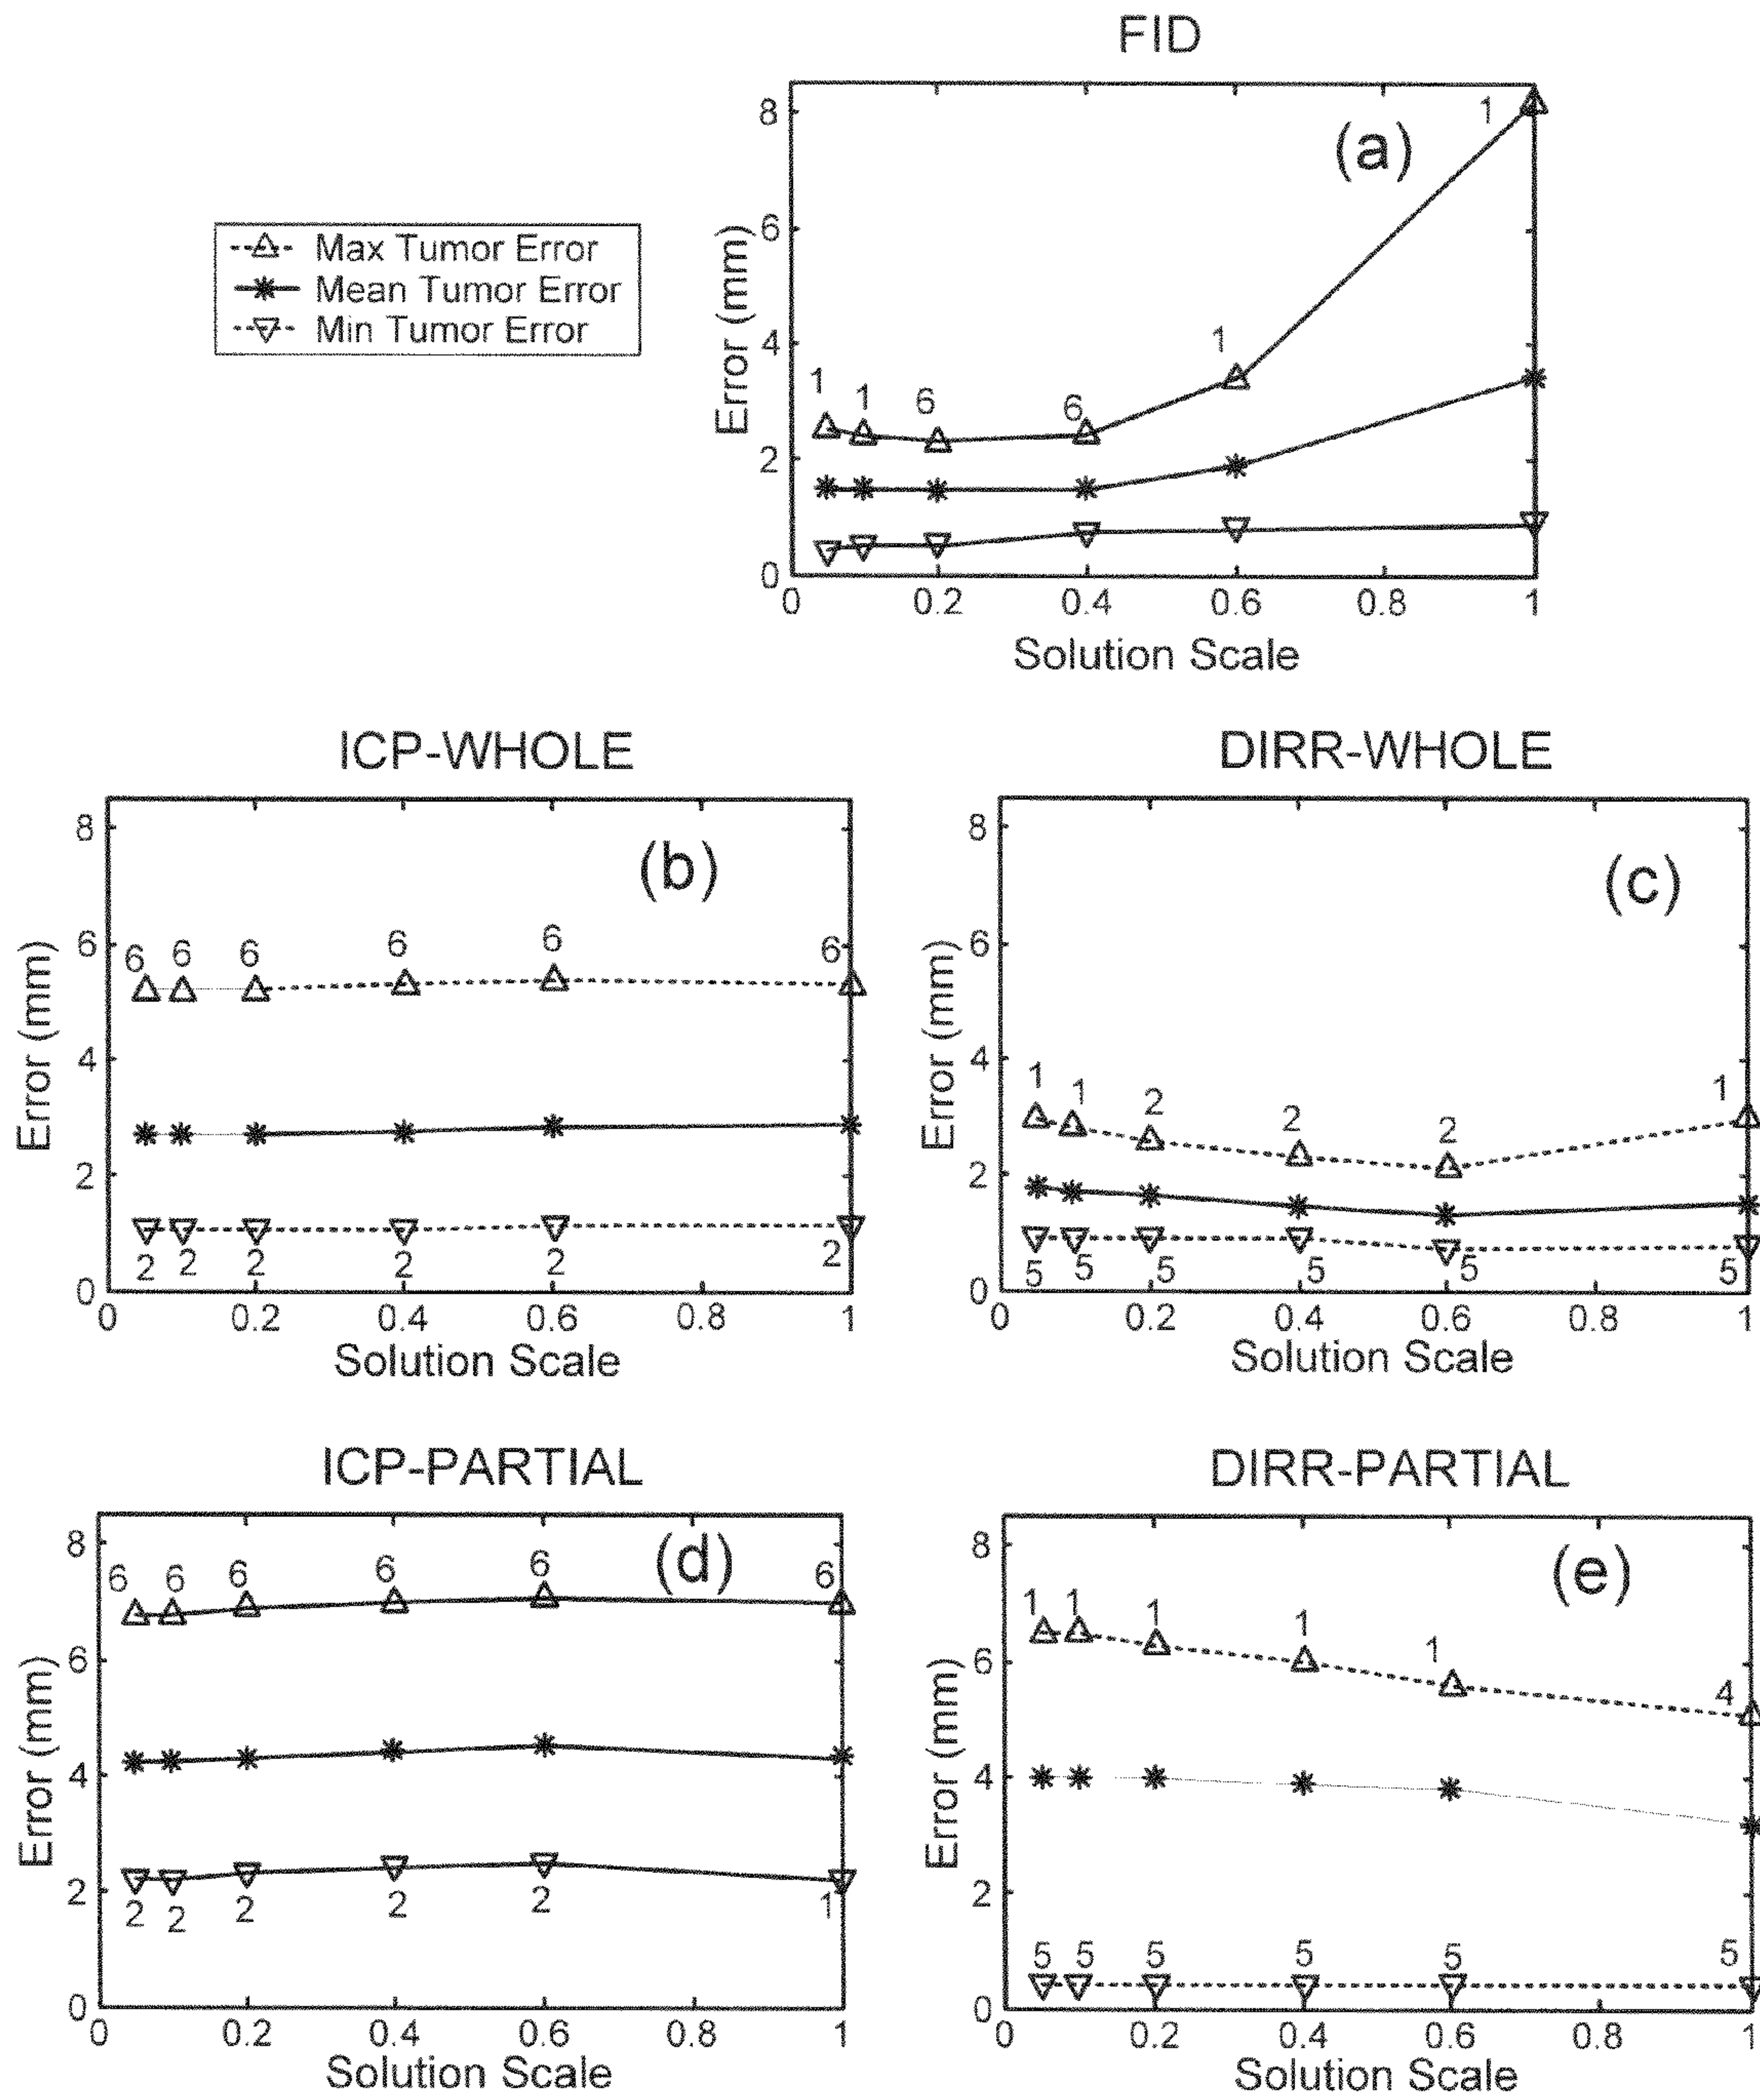 FID
Max Tumor Error
Mean Tumor Error
Min Tumor Error
(a)
Error (mm)
8
6
4
2
0
1 1 6 6 1 1
0 0.2 0.4 0.6 0.8 1
Solution Scale
ICP-WHOLE
(b)
Error (mm)
8
6
4
2
0
6 6 6 6 6 6
2 2 2 2 2 2
0 0.2 0.4 0.6 0.8 1
Solution Scale
DIRR-WHOLE
(c)
Error (mm)
8
6
4
2
0
1 1 2 2 2 1
5 5 5 5 5 5
0 0.2 0.4 0.6 0.8 1
Solution Scale
ICP-PARTIAL
(d)
Error (mm)
8
6
4
2
0
6 6 6 6 6 6
2 2 2 2 2 1
0 0.2 0.4 0.6 0.8 1
Solution Scale
DIRR-PARTIAL
(e)
Error (mm)
8
6
4
2
0
1 1 1 1 1 4
5 5 5 5 5 5
0 0.2 0.4 0.6 0.8 1
Solution Scale